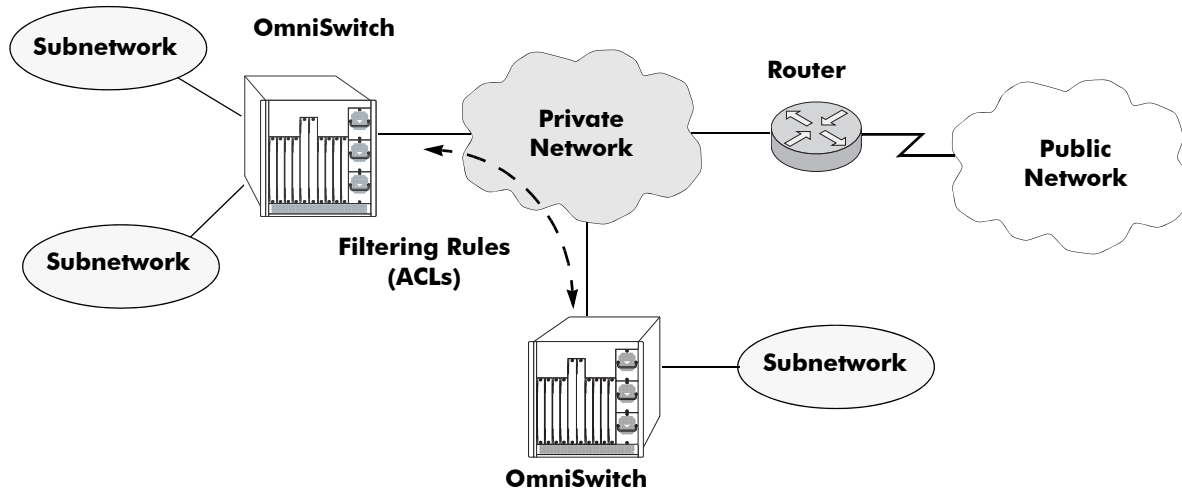 OmniSwitch
Subnetwork
Router
Private
Network
Public
Network
Subnetwork
Filtering Rules
(ACLs)
Subnetwork
OmniSwitch